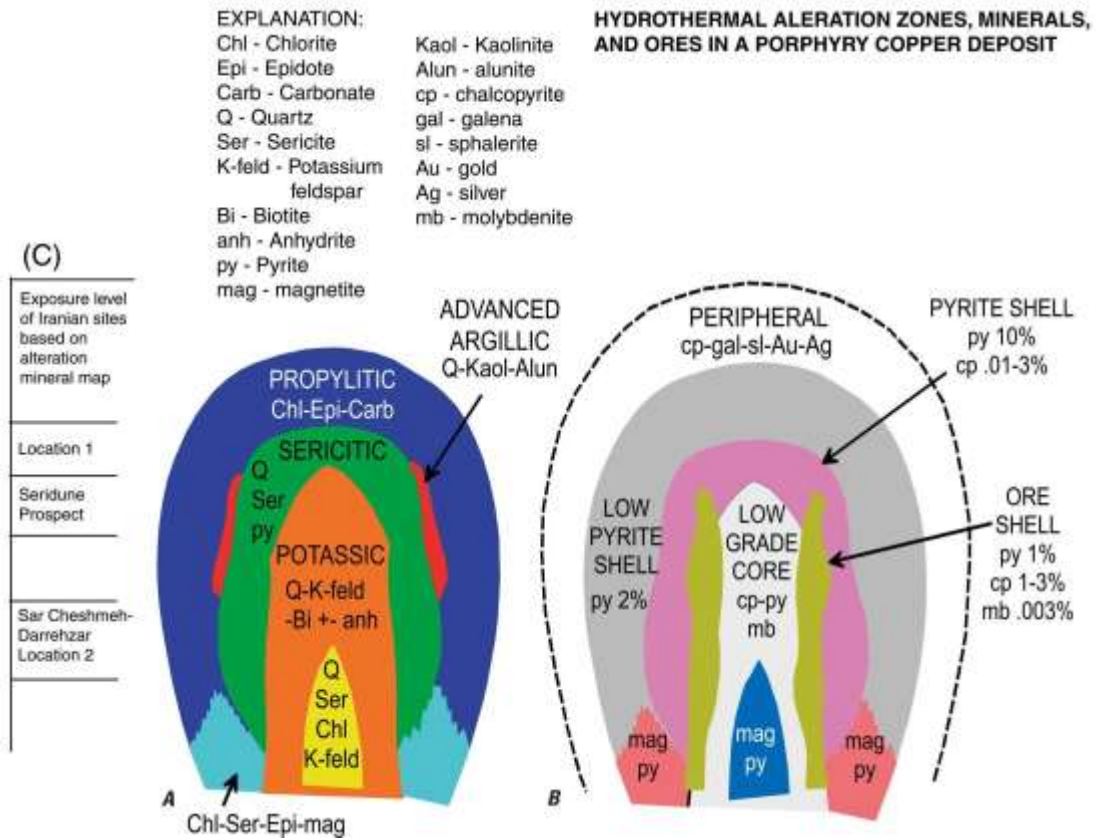 EXPLANATION:
Chl - Chlorite
Epi - Epidote
Carb - Carbonate
Q - Quartz
Ser - Sericite
K-feld - Potassium
feldspar
Bi - Biotite
anh - Anhydrite
py - Pyrite
mag - magnetite
Kaol - Kaolinite
Alun - alunite
cp - chalcopyrite
gal - galena
sl - sphalerite
Au - gold
Ag - silver
mb - molybdenite
HYDROTHERMAL ALERATION ZONES, MINERALS,
AND ORES IN A PORPHYRY COPPER DEPOSIT
(C)
Exposure level
of Iranian sites
based on
alteration
mineral map
Location 1
Seridune
Prospect
Sar Cheshmeh-
Darrehzar
Location 2
ADVANCED
ARGILLIC
Q-Kaol-Alun
PROPYLITIC
Chl-Epi-Carb
SERICITIC
Q
Ser
py
POTASSIC
Q-K-feld
-Bi +- anh
Q
Ser
Chl
K-feld
A
Chl-Ser-Epi-mag
PERIPHERAL
cp-gal-sl-Au-Ag
PYRITE SHELL
py 10%
cp .01-3%
LOW
PYRITE
SHELL
py 2%
LOW
GRADE
CORE
cp-py
mb
ORE
SHELL
py 1%
cp 1-3%
mb .003%
mag
py
mag
py
mag
py
B